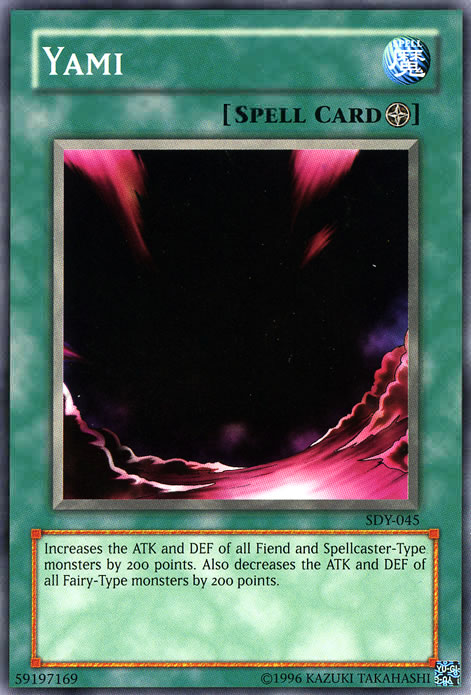 YAMI
SPELL
魔
[SPELL CARD]
SDY-045
Increases the ATK and DEF of all Fiend and Spellcaster-Type
monsters by 200 points. Also decreases the ATK and DEF of
all Fairy-Type monsters by 200 points.
59197169
©1996 KAZUKI TAKAHASHI